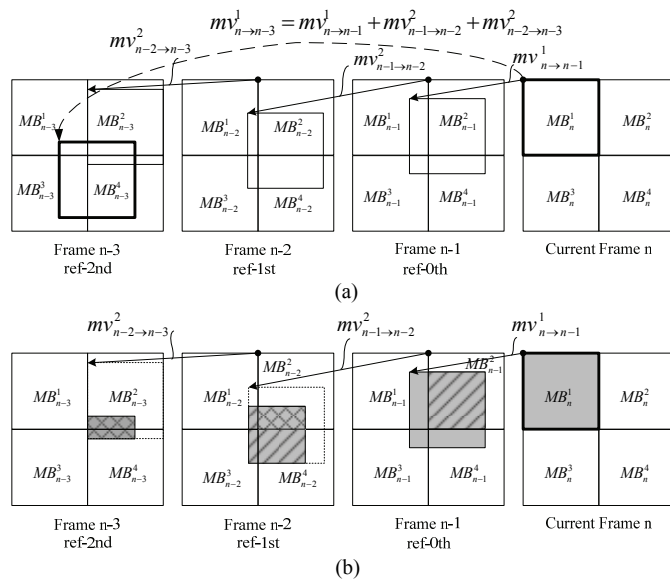 mv^1_{n→n−3} = mv^1_{n→n−1} + mv^2_{n−1→n−2} + mv^2_{n−2→n−3}
mv^2_{n−2→n−3} mv^2_{n−1→n−2} mv^1_{n→n−1}
MB^1_{n−3} MB^2_{n−3} MB^1_{n−2} MB^2_{n−2} MB^1_{n−1} MB^2_{n−1} MB^1_n MB^2_n
MB^3_{n−3} MB^4_{n−3} MB^3_{n−2} MB^4_{n−2} MB^3_{n−1} MB^4_{n−1} MB^3_n MB^4_n
Frame n-3 Frame n-2 Frame n-1 Current Frame n
ref-2nd ref-1st ref-0th
(a)
mv^2_{n−2→n−3} mv^2_{n−1→n−2} mv^1_{n→n−1}
MB^1_{n−3} MB^2_{n−3} MB^1_{n−2} MB^2_{n−2} MB^1_{n−1} MB^2_{n−1} MB^1_n MB^2_n
MB^3_{n−3} MB^4_{n−3} MB^3_{n−2} MB^4_{n−2} MB^3_{n−1} MB^4_{n−1} MB^3_n MB^4_n
Frame n-3 Frame n-2 Frame n-1 Current Frame n
ref-2nd ref-1st ref-0th
(b)